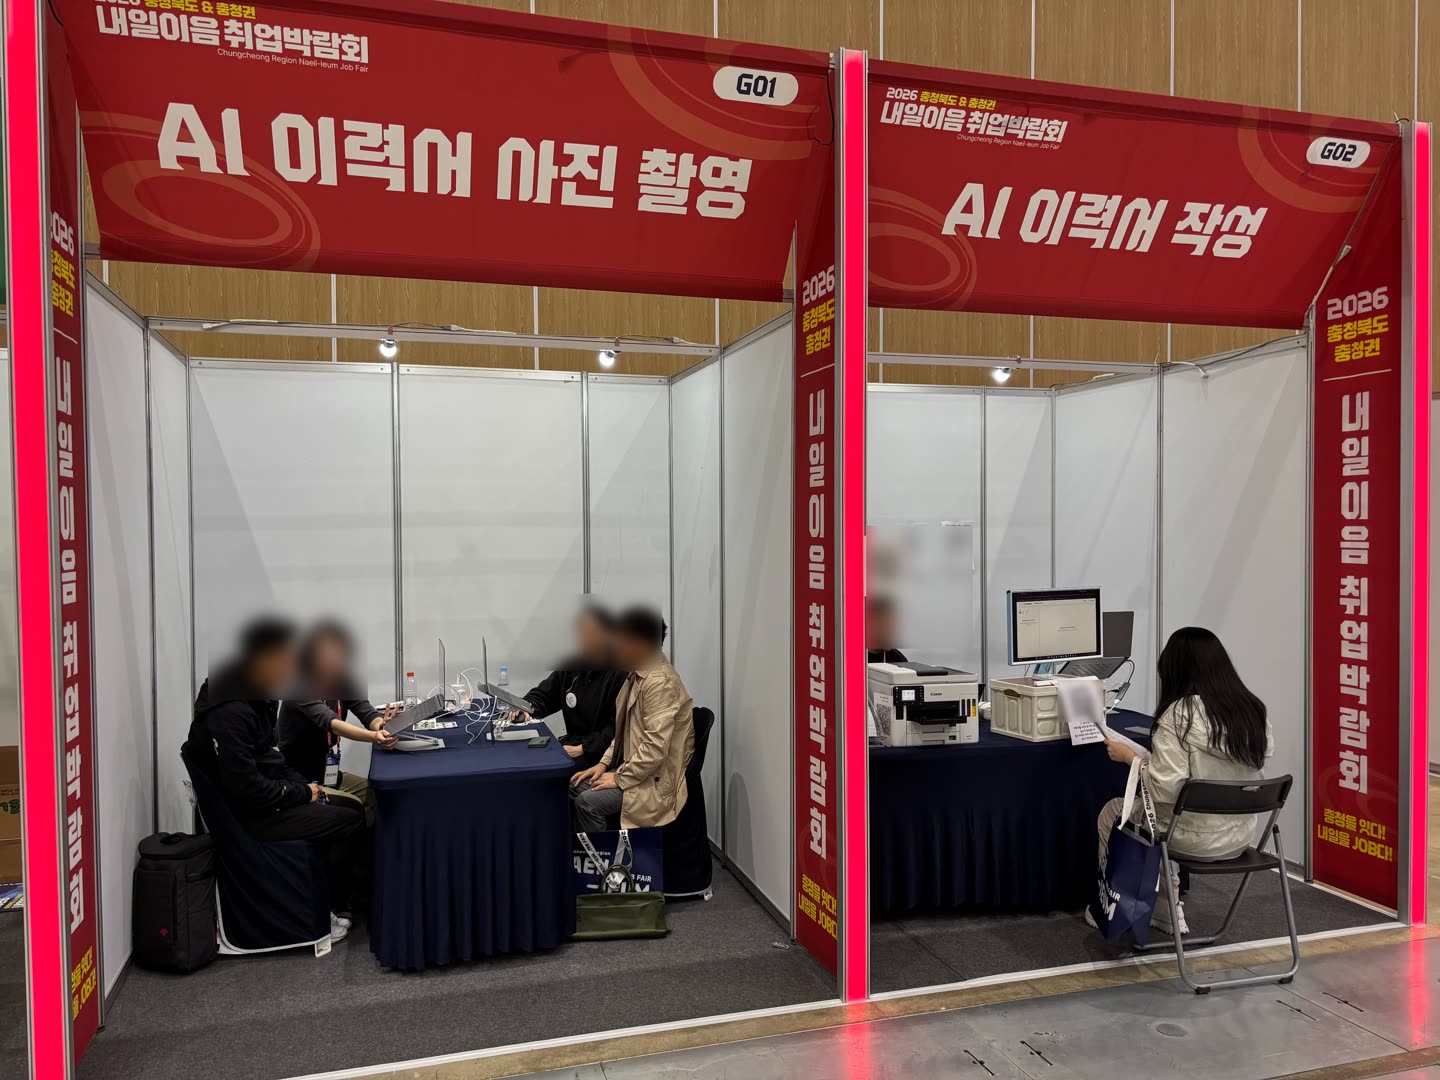 2026 충청북도 & 충청권
내일이음 취업박람회
Chungcheong Region Naeil-Ieum Job Fair
G01
AI 이력서 사진 촬영
2026 충청북도 & 충청권
내일이음 취업박람회
Chungcheong Region Naeil-Ieum Job Fair
G02
AI 이력서 작성
2026
충청북도
충청권
내일이음 취업박람회
2026
충청북도
충청권
내일이음 취업박람회
충청을 잇다!
내일을 JOB다!
2026
충청북도
충청권
내일이음 취업박람회
충청을 잇다!
내일을 JOB다!
Canon
FAIR